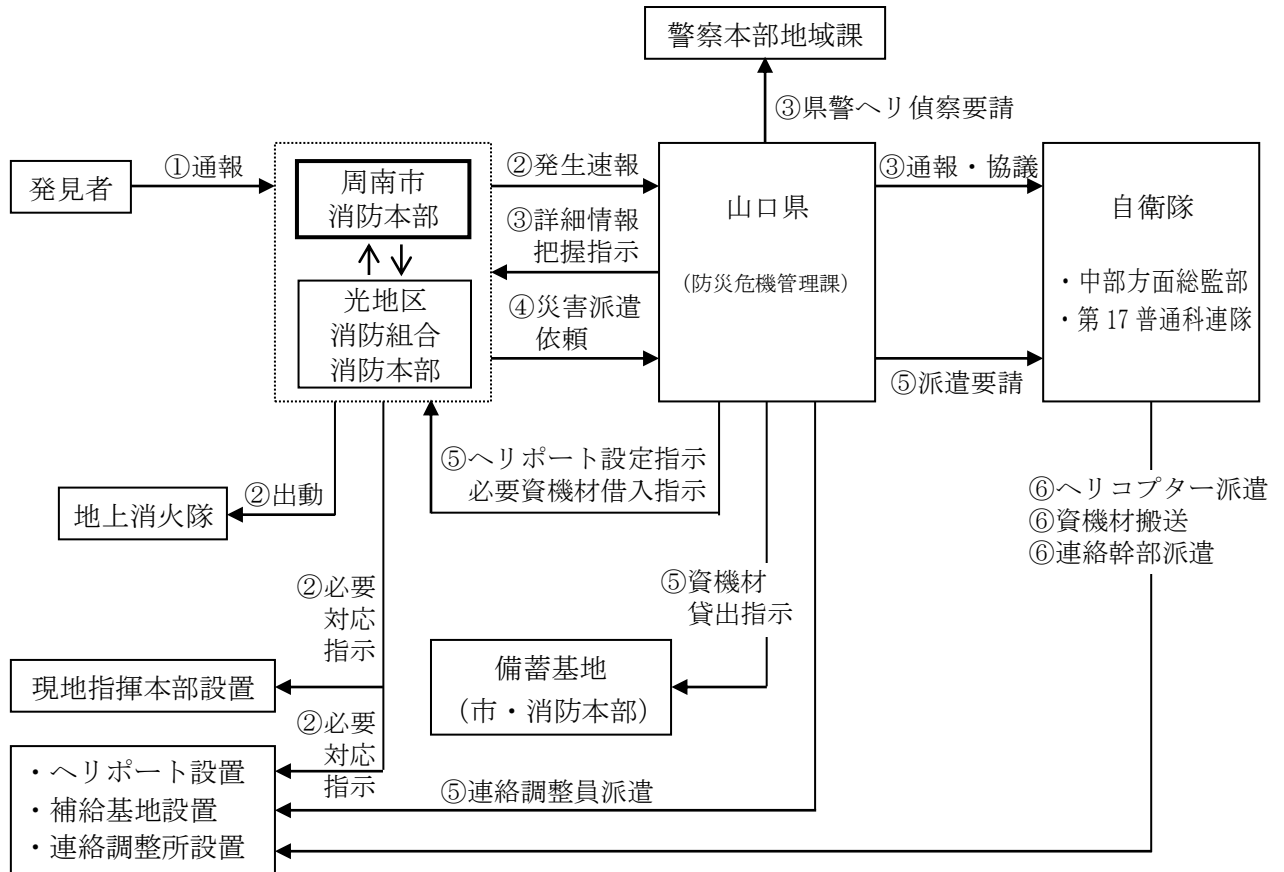 警察本部地域課
③県警ヘリ偵察要請
発見者
①通報
周南市
消防本部
光地区
消防組合
消防本部
②発生速報
③詳細情報
把握指示
④災害派遣
依頼
山口県
(防災危機管理課)
③通報・協議
⑤派遣要請
自衛隊
・中部方面総監部
・第17普通科連隊
⑤ヘリポート設定指示
必要資機材借入指示
②出動
地上消火隊
⑥ヘリコプター派遣
⑥資機材搬送
⑥連絡幹部派遣
②必要
対応
指示
⑤資機材
貸出指示
現地指揮本部設置
備蓄基地
(市・消防本部)
②必要
対応
指示
・ヘリポート設置
・補給基地設置
・連絡調整所設置
⑤連絡調整員派遣